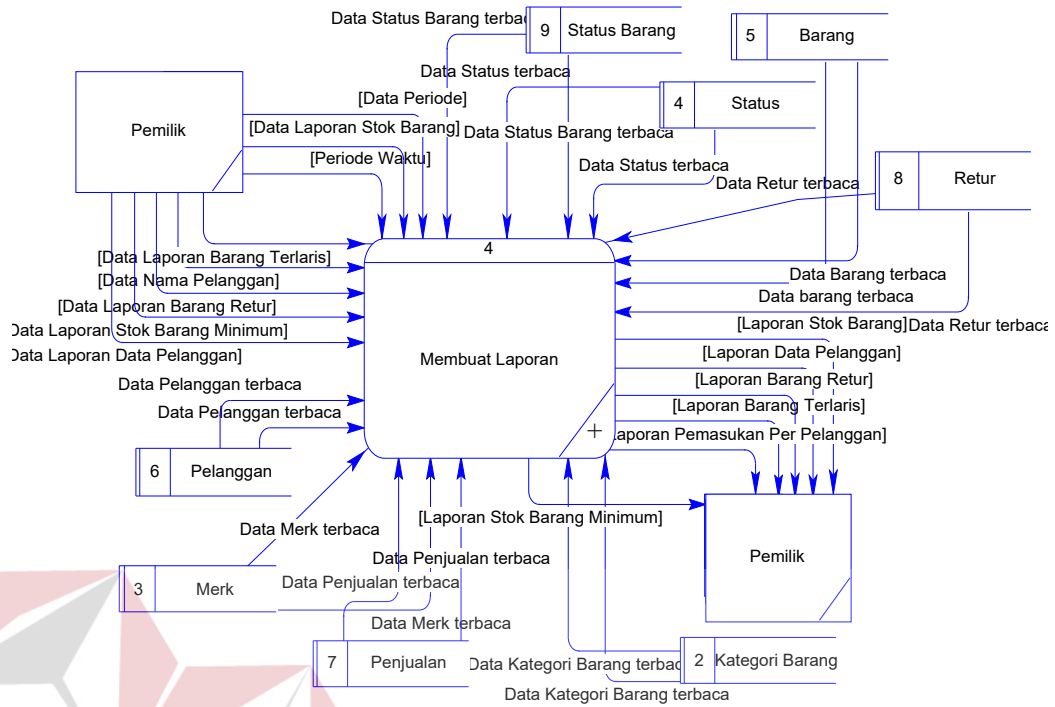 Data Status Barang terbac
9 Status Barang
5 Barang
Data Status terbaca
Pemilik
[Data Periode]
4 Status
[Data Laporan Stok Barang]
Data Status Barang terbaca
[Periode Waktu]
Data Status terbaca
Data Retur terbaca
8 Retur
4
[Data Laporan Barang Terlaris]
[Data Nama Pelanggan]
Data Barang terbaca
[Data Laporan Barang Retur]
Data barang terbaca
Data Laporan Stok Barang Minimum]
[Laporan Stok Barang]
Data Retur terbaca
Data Laporan Data Pelanggan]
Membuat Laporan
[Laporan Data Pelanggan]
Data Pelanggan terbaca
[Laporan Barang Retur]
Data Pelanggan terbaca
[Laporan Barang Terlaris]
+
Laporan Pemasukan Per Pelanggan]
6 Pelanggan
[Laporan Stok Barang Minimum]
Data Merk terbaca
Data Penjualan terbaca
Pemilik
3 Merk
Data Penjualan terbaca
Data Merk terbaca
7 Penjualan
Data Kategori Barang terbac
2 Kategori Barang
Data Kategori Barang terbaca